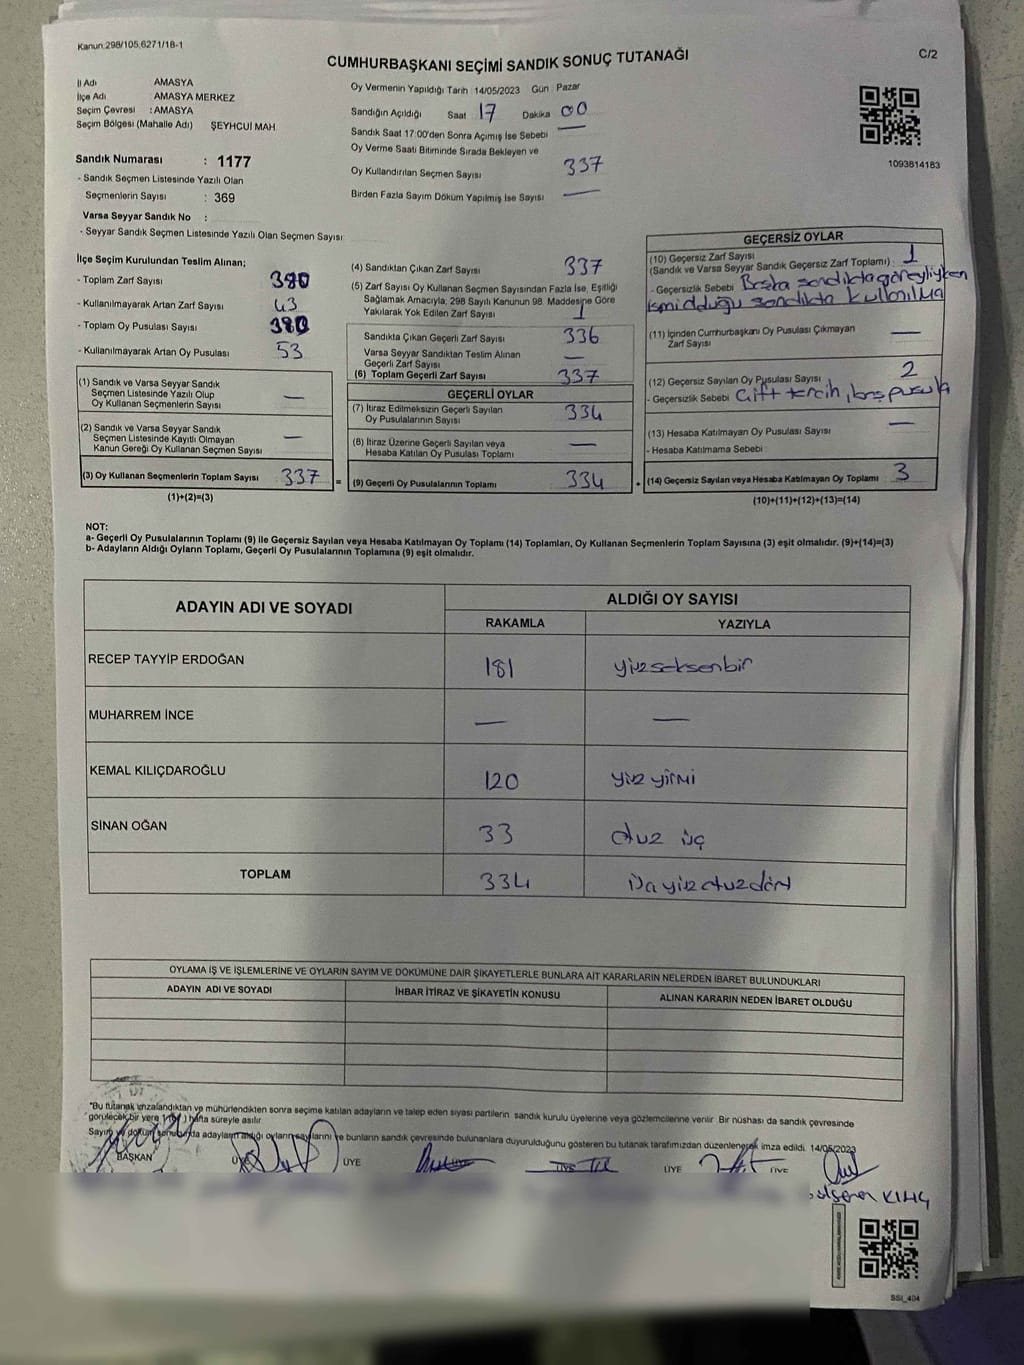 Kanun.298/105,6271/18-1
C/2
CUMHURBAŞKANI SEÇİMİ SANDIK SONUÇ TUTANAĞI
İl Adı AMASYA
İlçe Adı AMASYA MERKEZ
Seçim Çevresi : AMASYA
Seçim Bölgesi (Mahalle Adı) ŞEYHCUİ MAH.
Sandık Numarası : 1177
- Sandık Seçmen Listesinde Yazılı Olan
Seçmenlerin Sayısı : 369
Varsa Seyyar Sandık No :
- Seyyar Sandık Seçmen Listesinde Yazılı Olan Seçmen Sayısı
Oy Vermenin Yapıldığı Tarih 14/05/2023 Gün Pazar
Sandığın Açıldığı Saat 17 Dakika 00
Sandık Saat 17:00'den Sonra Açımış İse Sebebi —
Oy Verme Saati Bitiminde Sırada Bekleyen ve
Oy Kullandırılan Seçmen Sayısı 337
Birden Fazla Sayım Döküm Yapılmış İse Sayısı —
1093814183
İlçe Seçim Kurulundan Teslim Alınan;
- Toplam Zarf Sayısı 380
- Kullanılmayarak Artan Zarf Sayısı 43
- Toplam Oy Pusulası Sayısı 380
- Kullanılmayarak Artan Oy Pusulası 53
(1) Sandık ve Varsa Seyyar Sandık
Seçmen Listesinde Yazılı Olup
Oy Kullanan Seçmenlerin Sayısı —
(2) Sandık ve Varsa Seyyar Sandık
Seçmen Listesinde Kayıtlı Olmayan
Kanun Gereği Oy Kullanan Seçmen Sayısı —
(3) Oy Kullanan Seçmenlerin Toplam Sayısı 337 =
(1)+(2)=(3)
(4) Sandıktan Çıkan Zarf Sayısı 337
(5) Zarf Sayısı Oy Kullanan Seçmen Sayısından Fazla İse, Eşitliği
Sağlamak Amacıyla, 298 Sayılı Kanunun 98. Maddesine Göre
Yakılarak Yok Edilen Zarf Sayısı 1
Sandıkta Çıkan Geçerli Zarf Sayısı 336
Varsa Seyyar Sandıktan Teslim Alınan
Geçerli Zarf Sayısı —
(6) Toplam Geçerli Zarf Sayısı 337
GEÇERLİ OYLAR
(7) İtiraz Edilmeksizin Geçerli Sayılan
Oy Pusulalarının Sayısı 334
(8) İtiraz Üzerine Geçerli Sayılan veya
Hesaba Katılan Oy Pusulası Toplamı —
(9) Geçerli Oy Pusulalarının Toplamı 334 +
GEÇERSİZ OYLAR
(10) Geçersiz Zarf Sayısı
(Sandık ve Varsa Seyyar Sandık Geçersiz Zarf Toplamı) : 1
- Geçersizlik Sebebi Başka sandıkta görevliyken
sandıkta kullanılma
(11) İçinden Cumhurbaşkanı Oy Pusulası Çıkmayan
Zarf Sayısı —
(12) Geçersiz Sayılan Oy Pusulası Sayısı 2
- Geçersizlik Sebebi Çift tercih, boş pusula
(13) Hesaba Katılmayan Oy Pusulası Sayısı —
- Hesaba Katılmama Sebebi
(14) Geçersiz Sayılan veya Hesaba Katılmayan Oy Toplamı 3
(10)+(11)+(12)+(13)=(14)
NOT:
a- Geçerli Oy Pusulalarının Toplamı (9) ile Geçersiz Sayılan veya Hesaba Katılmayan Oy Toplamı (14) Toplamları, Oy Kullanan Seçmenlerin Toplam Sayısına (3) eşit olmalıdır. (9)+(14)=(3)
b- Adayların Aldığı Oyların Toplamı, Geçerli Oy Pusulalarının Toplamına (9) eşit olmalıdır.
ADAYIN ADI VE SOYADI ALDIĞI OY SAYISI
RAKAMLA YAZIYLA
RECEP TAYYİP ERDOĞAN 181 yüzseksenbir
MUHARREM İNCE — —
KEMAL KILIÇDAROĞLU 120 yüz yirmi
SİNAN OĞAN 33 otuz üç
TOPLAM 334 üçyüzotuzdört
OYLAMA İŞ VE İŞLEMLERİNE VE OYLARIN SAYIM VE DÖKÜMÜNE DAİR ŞİKAYETLERLE BUNLARA AİT KARARLARIN NELERDEN İBARET BULUNDUKLARI
ADAYIN ADI VE SOYADI İHBAR İTİRAZ VE ŞİKAYETİN KONUSU ALINAN KARARIN NEDEN İBARET OLDUĞU
"Bu tutanak imzalandıktan ve mühürlendikten sonra seçime katılan adayların ve talep eden siyasi partilerin sandık kurulu üyelerine veya gözlemcilerine verilir. Bir nüshası da sandık çevresinde
görülecek bir yere hafta süreyle asılır.
Sayım ve döküm sonucunda adayların aldığı oyların sayılarını ve bunların sandık çevresinde bulunanlara duyurulduğunu gösteren bu tutanak tarafımızdan düzenlenerek imza edildi. 14/05/2023
BAŞKAN ÜYE ÜYE ÜYE ÜYE ÜYE
KILIÇ
SSI_404